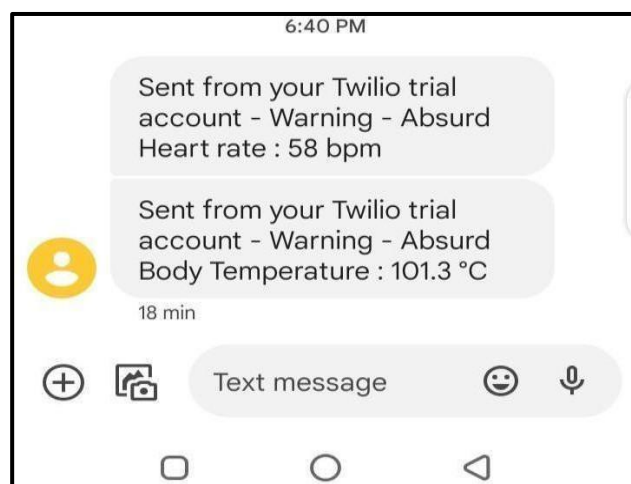 6:40 PM
Sent from your Twilio trial
account - Warning - Absurd
Heart rate : 58 bpm
Sent from your Twilio trial
account - Warning - Absurd
Body Temperature : 101.3 °C
18 min
Text message